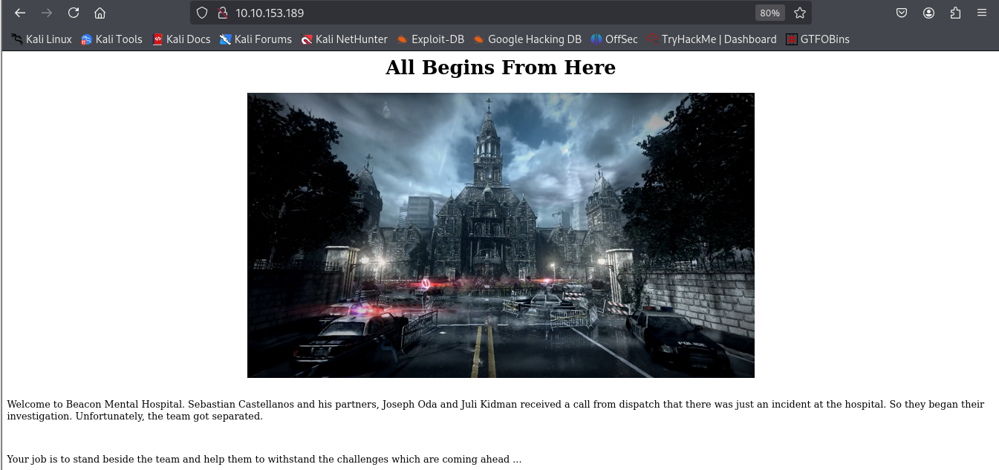 10.10.153.189
80%
Kali Linux Kali Tools Kali Docs Kali Forums Kali NetHunter Exploit-DB Google Hacking DB OffSec TryHackMe | Dashboard GTFOBins
All Begins From Here
Welcome to Beacon Mental Hospital. Sebastian Castellanos and his partners, Joseph Oda and Juli Kidman received a call from dispatch that there was just an incident at the hospital. So they began their
investigation. Unfortunately, the team got separated.
Your job is to stand beside the team and help them to withstand the challenges which are coming ahead ...